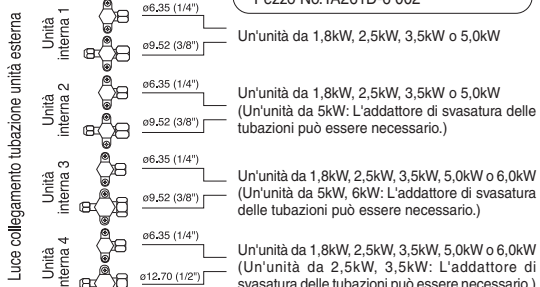 Pezzo No.TA261D-6 002
Luce collegamento tubazione unità esterna
Unità
interna 1
ø6.35 (1/4")
ø9.52 (3/8")
Un'unità da 1,8kW, 2,5kW, 3,5kW o 5,0kW
Unità
interna 2
ø6.35 (1/4")
ø9.52 (3/8")
Un'unità da 1,8kW, 2,5kW, 3,5kW o 5,0kW
(Un'unità da 5kW: L'addattore di svasatura delle
tubazioni può essere necessario.)
Unità
interna 3
ø6.35 (1/4")
ø9.52 (3/8")
Un'unità da 1,8kW, 2,5kW, 3,5kW, 5,0kW o 6,0kW
(Un'unità da 5kW, 6kW: L'addattore di svasatura
delle tubazioni può essere necessario.)
Unità
interna 4
ø6.35 (1/4")
ø12.70 (1/2")
Un'unità da 1,8kW, 2,5kW, 3,5kW, 5,0kW o 6,0kW
(Un'unità da 2,5kW, 3,5kW: L'addattore di
svasatura delle tubazioni può essere necessario.)